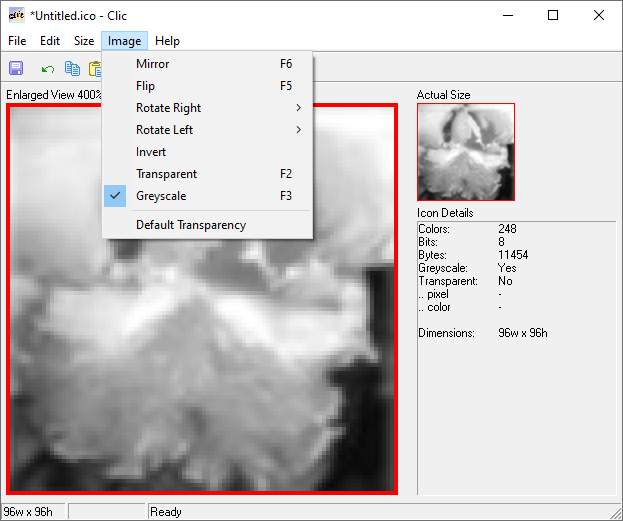 *Untitled.ico - Clic
File Edit Size Image Help
Mirror F6
Flip F5
Rotate Right
Rotate Left
Invert
Transparent F2
Greyscale F3
Default Transparency
Enlarged View 400%
Actual Size
Icon Details
Colors: 248
Bits: 8
Bytes: 11454
Greyscale: Yes
Transparent: No
.. pixel -
.. color -
Dimensions: 96w x 96h
96w x 96h
Ready